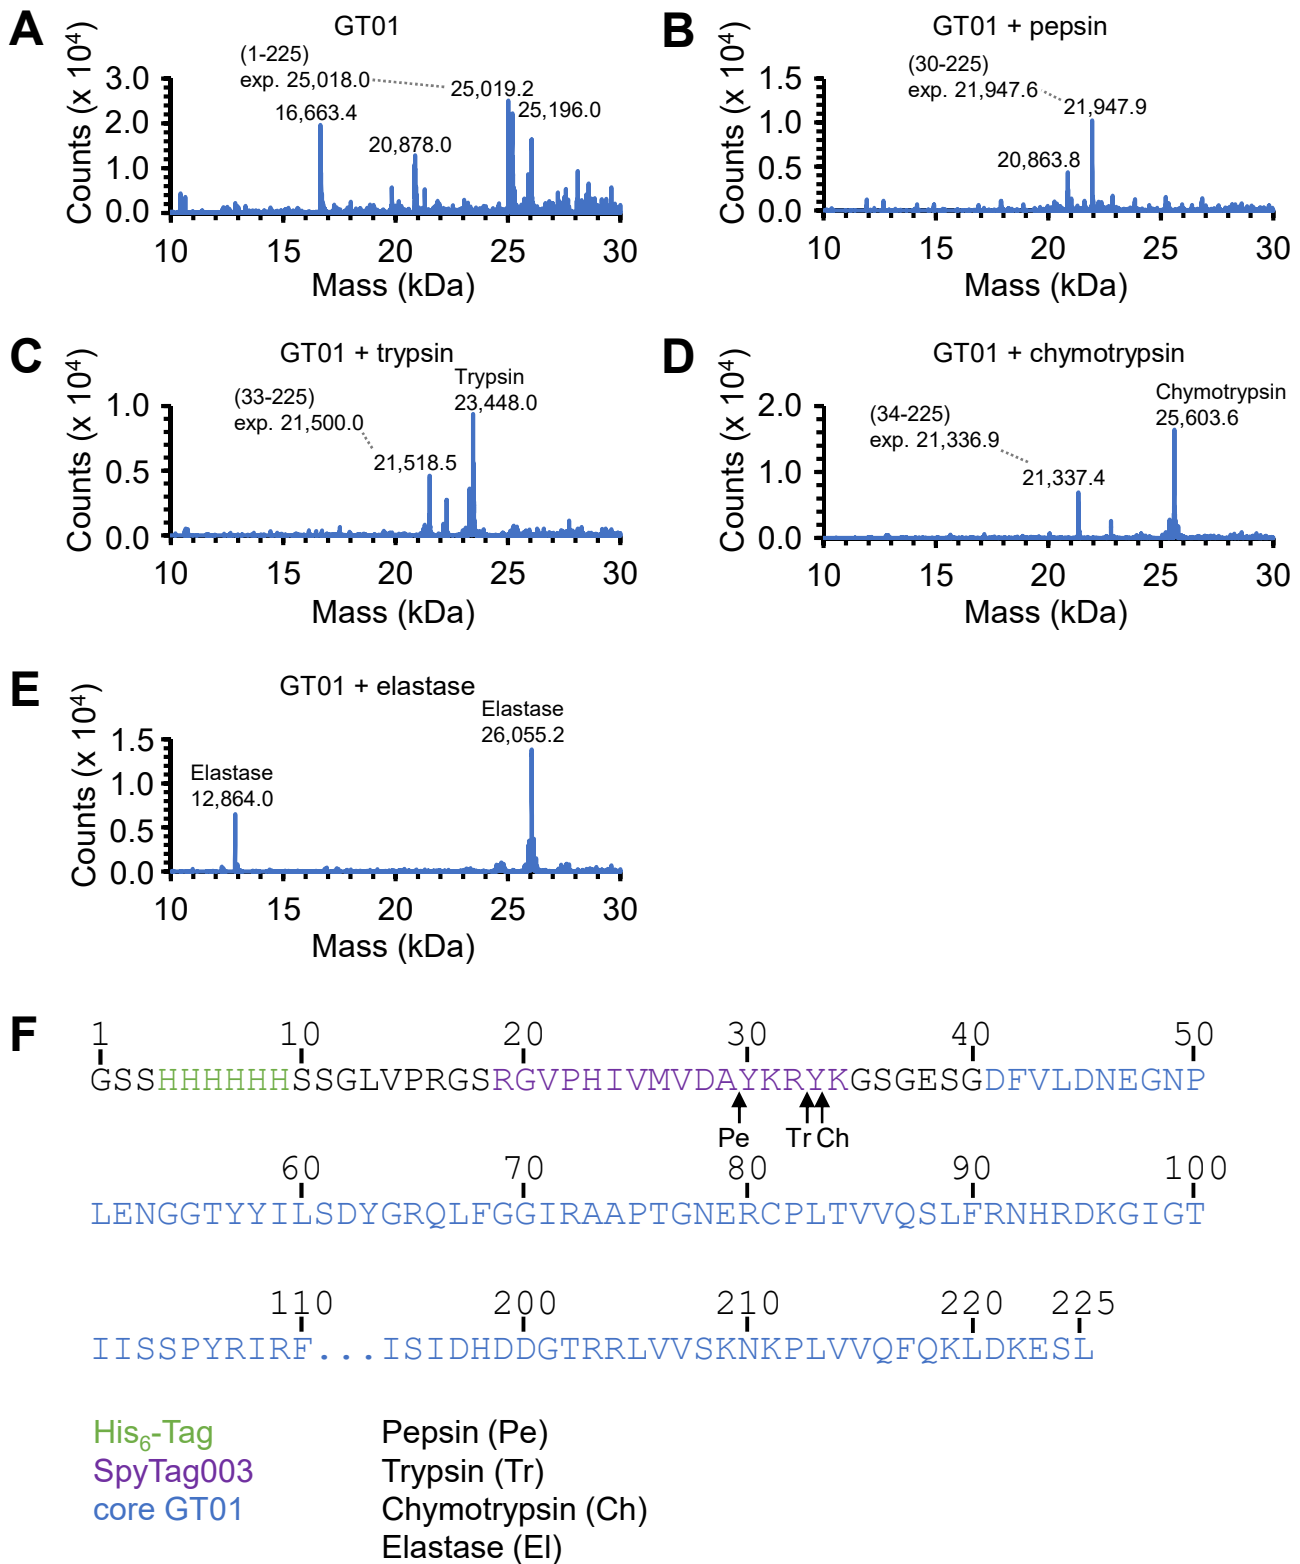 A
GT01
Counts (x 10⁴)
(1-225)
exp. 25,018.0
25,019.2
25,196.0
16,663.4
20,878.0
3.0
2.0
1.0
0.0
10 15 20 25 30
Mass (kDa)
B
GT01 + pepsin
Counts (x 10⁴)
(30-225)
exp. 21,947.6
21,947.9
20,863.8
1.5
1.0
0.5
0.0
10 15 20 25 30
Mass (kDa)
C
GT01 + trypsin
Counts (x 10⁴)
Trypsin
23,448.0
(33-225)
exp. 21,500.0
21,518.5
1.0
0.5
0.0
10 15 20 25 30
Mass (kDa)
D
GT01 + chymotrypsin
Counts (x 10⁴)
Chymotrypsin
25,603.6
(34-225)
exp. 21,336.9
21,337.4
2.0
1.0
0.0
10 15 20 25 30
Mass (kDa)
E
GT01 + elastase
Counts (x 10⁴)
Elastase
26,055.2
Elastase
12,864.0
1.5
1.0
0.5
0.0
10 15 20 25 30
Mass (kDa)
F
1 10 20 30 40 50
GSSHHHHHHSSGLVPRGSRGVPHIVMVDAYKRYKGSGESGDFVLDNEGNP
Pe Tr Ch
60 70 80 90 100
LENGGTYYILSDYGRQLFGGIRAAPTGNERCPLTVVQSLFRNHRDKGIGT
110 200 210 220 225
IISSPYRIRF...ISIDHDDGTRRLVVSKNKPLVVQFQKLDKESL
His₆-Tag
SpyTag003
core GT01
Pepsin (Pe)
Trypsin (Tr)
Chymotrypsin (Ch)
Elastase (El)